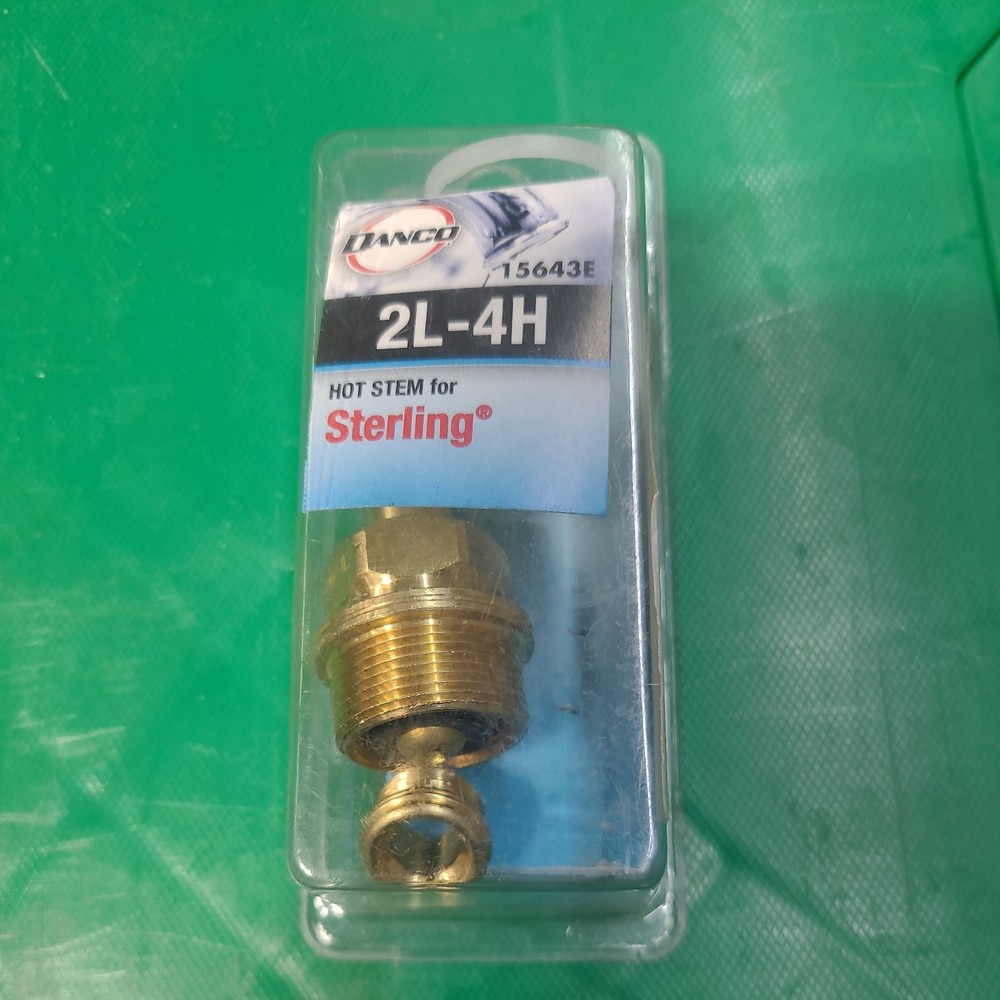 DANCO
15643E
2L-4H
HOT STEM for
Sterling®